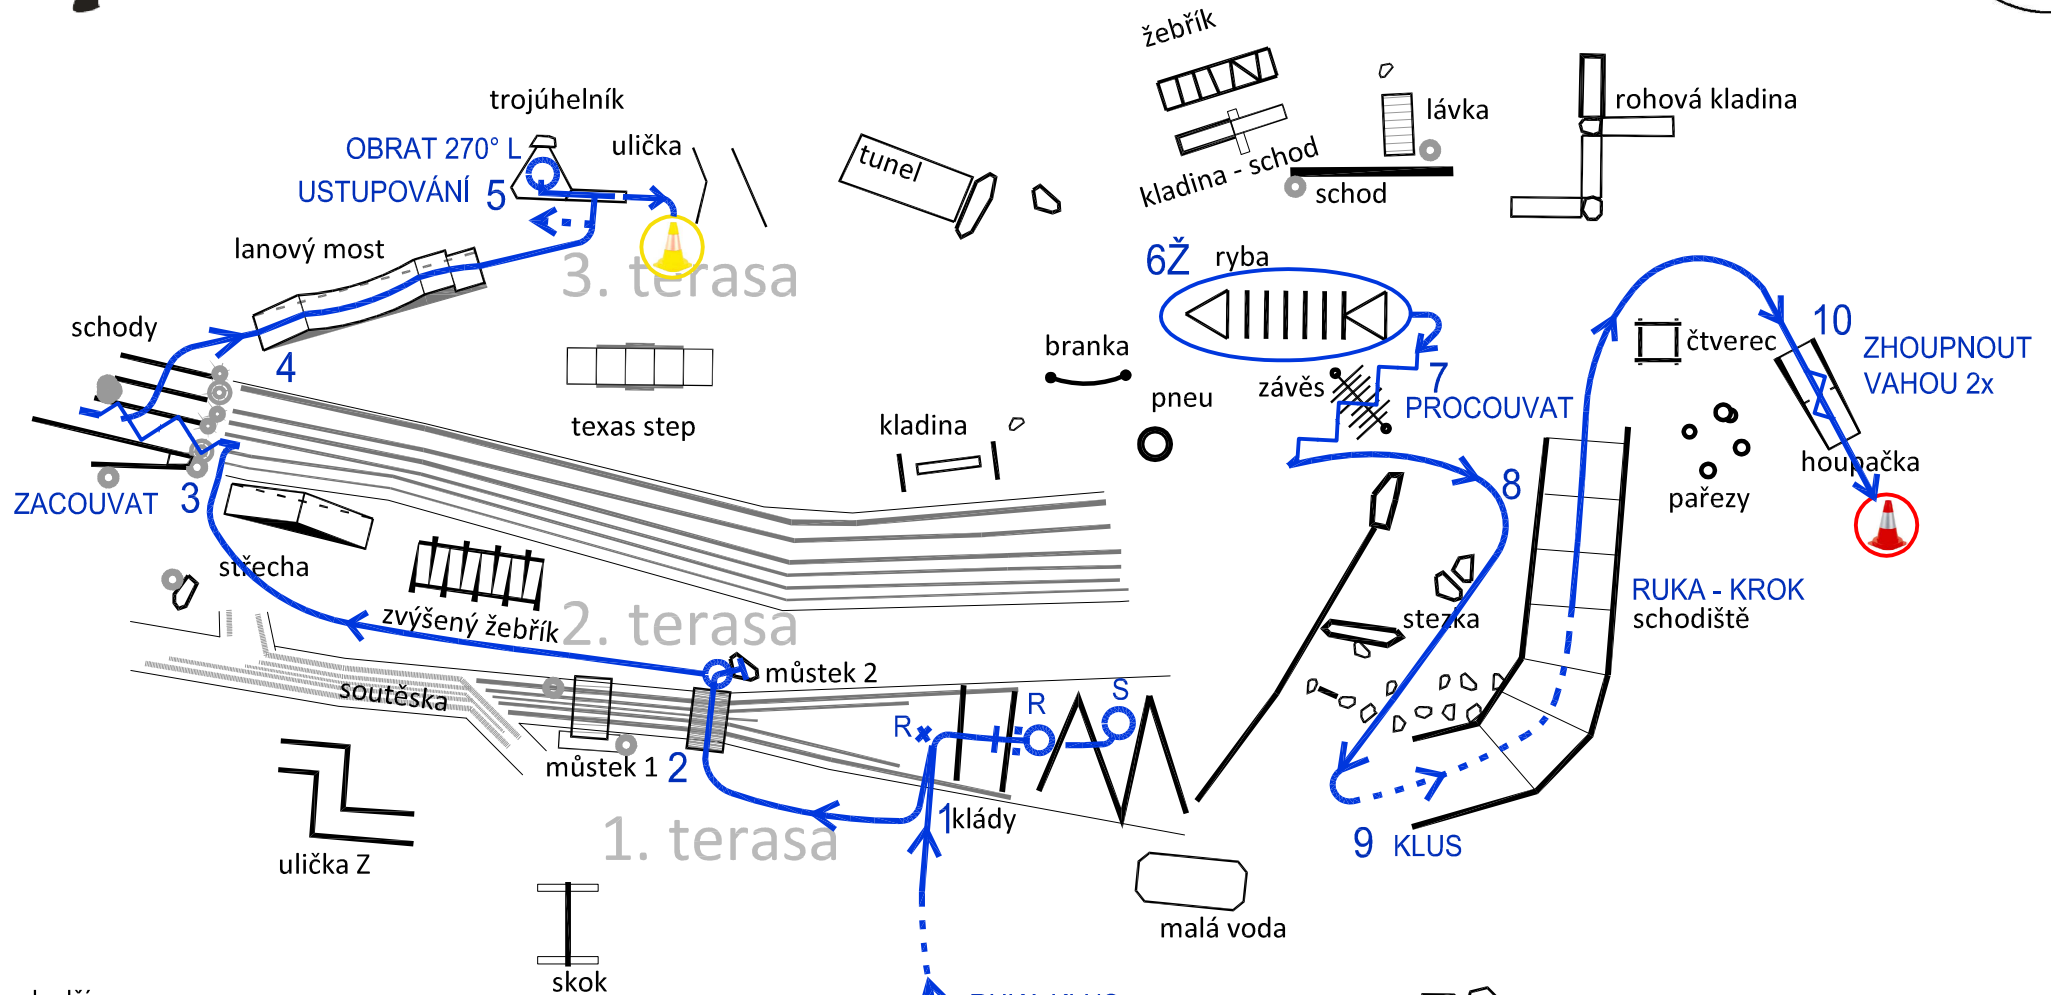 žebřík
trojúhelník
lávka
rohová kladina
OBRAT 270° L
ulička
tunel
kladina - schod
USTUPOVÁNÍ 5
schod
lanový most
6Ž ryba
3. terasa
schody
branka
10
čtverec
ZHOUPNOUT
VAHOU 2x
4
7
závěs
pneu
PROCOUVAT
texas step
kladina
houpačka
ZACOUVAT 3
8
pařezy
střecha
RUKA - KROK
schodiště
zvýšený žebřík
2. terasa
stezka
můstek 2
soutěska
R
S
R
můstek 1 2
1
klády
1. terasa
9 KLUS
ulička Z
malá voda
skok